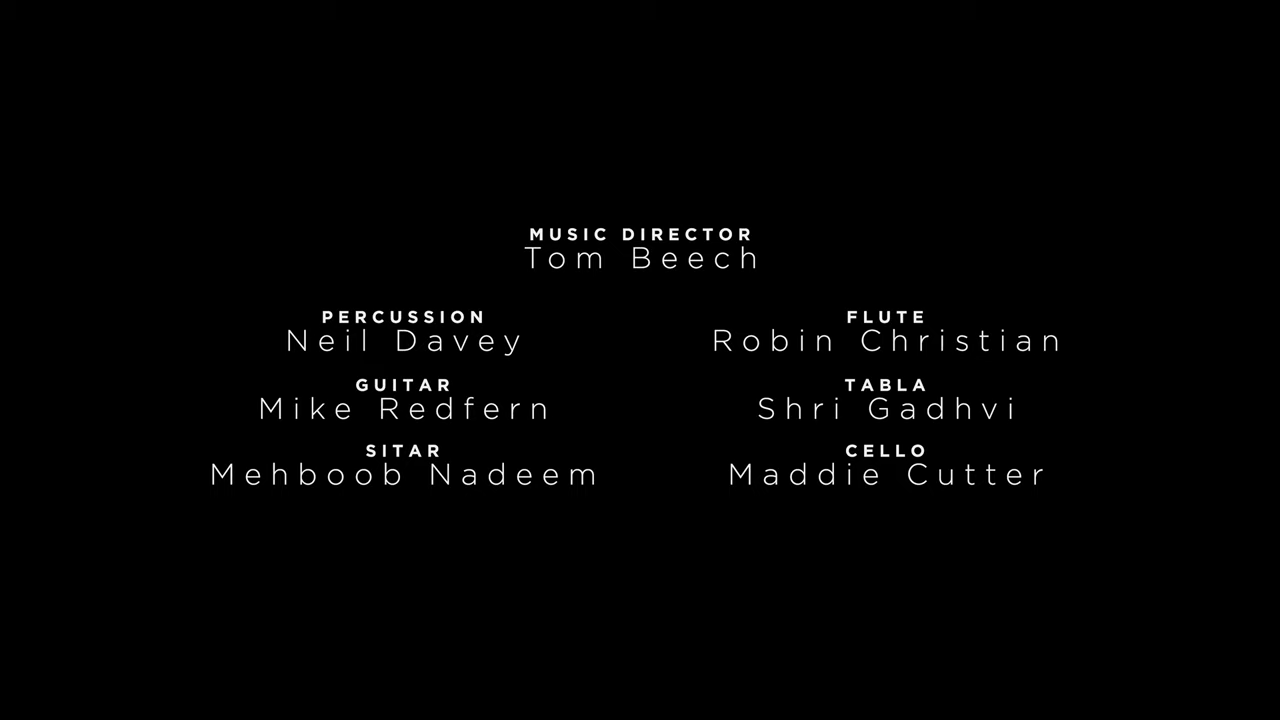 MUSIC DIRECTOR
Tom Beech
PERCUSSION
Neil Davey
FLUTE
Robin Christian
GUITAR
Mike Redfern
TABLA
Shri Gadhvi
SITAR
Mehboob Nadeem
CELLO
Maddie Cutter